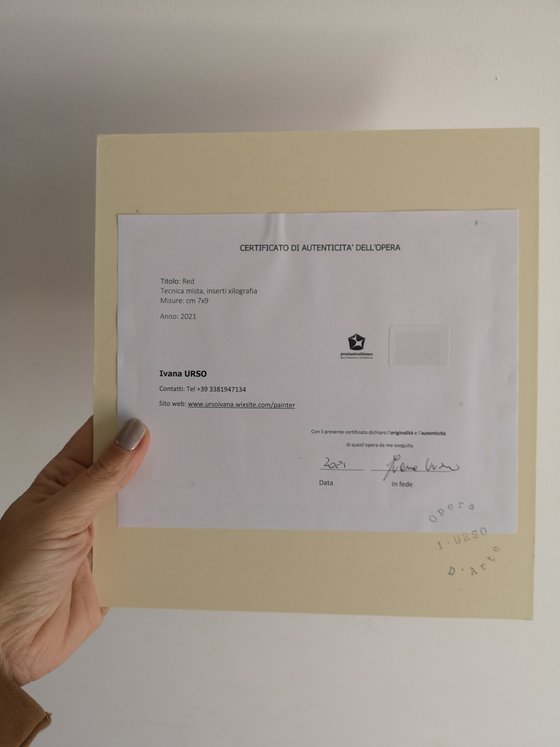 CERTIFICATO DI AUTENTICITA' DELL'OPERA
Titolo: Red
Tecnica mista, inserti xilografia
Misure: cm 7x9
Anno: 2021
Ivana URSO
Contatti: Tel +39 3381947134
Sito web: www.ursoivana.wixsite.com/painter
Con il presente certificato dichiaro l'originalità e l'autenticità
di quest'opera da me eseguita.
2021 Ivana Urso
Data In fede
Opera
I. URSO
D. Arte